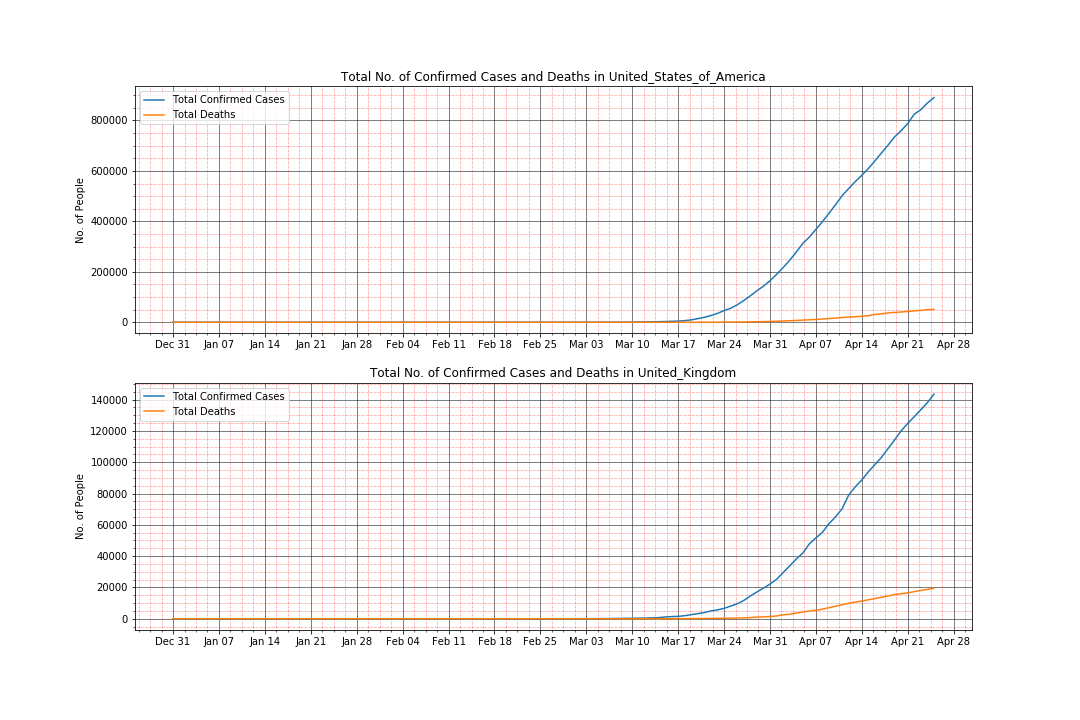 Total No. of Confirmed Cases and Deaths in United_States_of_America
Total Confirmed Cases
Total Deaths
No. of People
800000
600000
400000
200000
0
Dec 31 Jan 07 Jan 14 Jan 21 Jan 28 Feb 04 Feb 11 Feb 18 Feb 25 Mar 03 Mar 10 Mar 17 Mar 24 Mar 31 Apr 07 Apr 14 Apr 21 Apr 28
Total No. of Confirmed Cases and Deaths in United_Kingdom
Total Confirmed Cases
Total Deaths
No. of People
140000
120000
100000
80000
60000
40000
20000
0
Dec 31 Jan 07 Jan 14 Jan 21 Jan 28 Feb 04 Feb 11 Feb 18 Feb 25 Mar 03 Mar 10 Mar 17 Mar 24 Mar 31 Apr 07 Apr 14 Apr 21 Apr 28